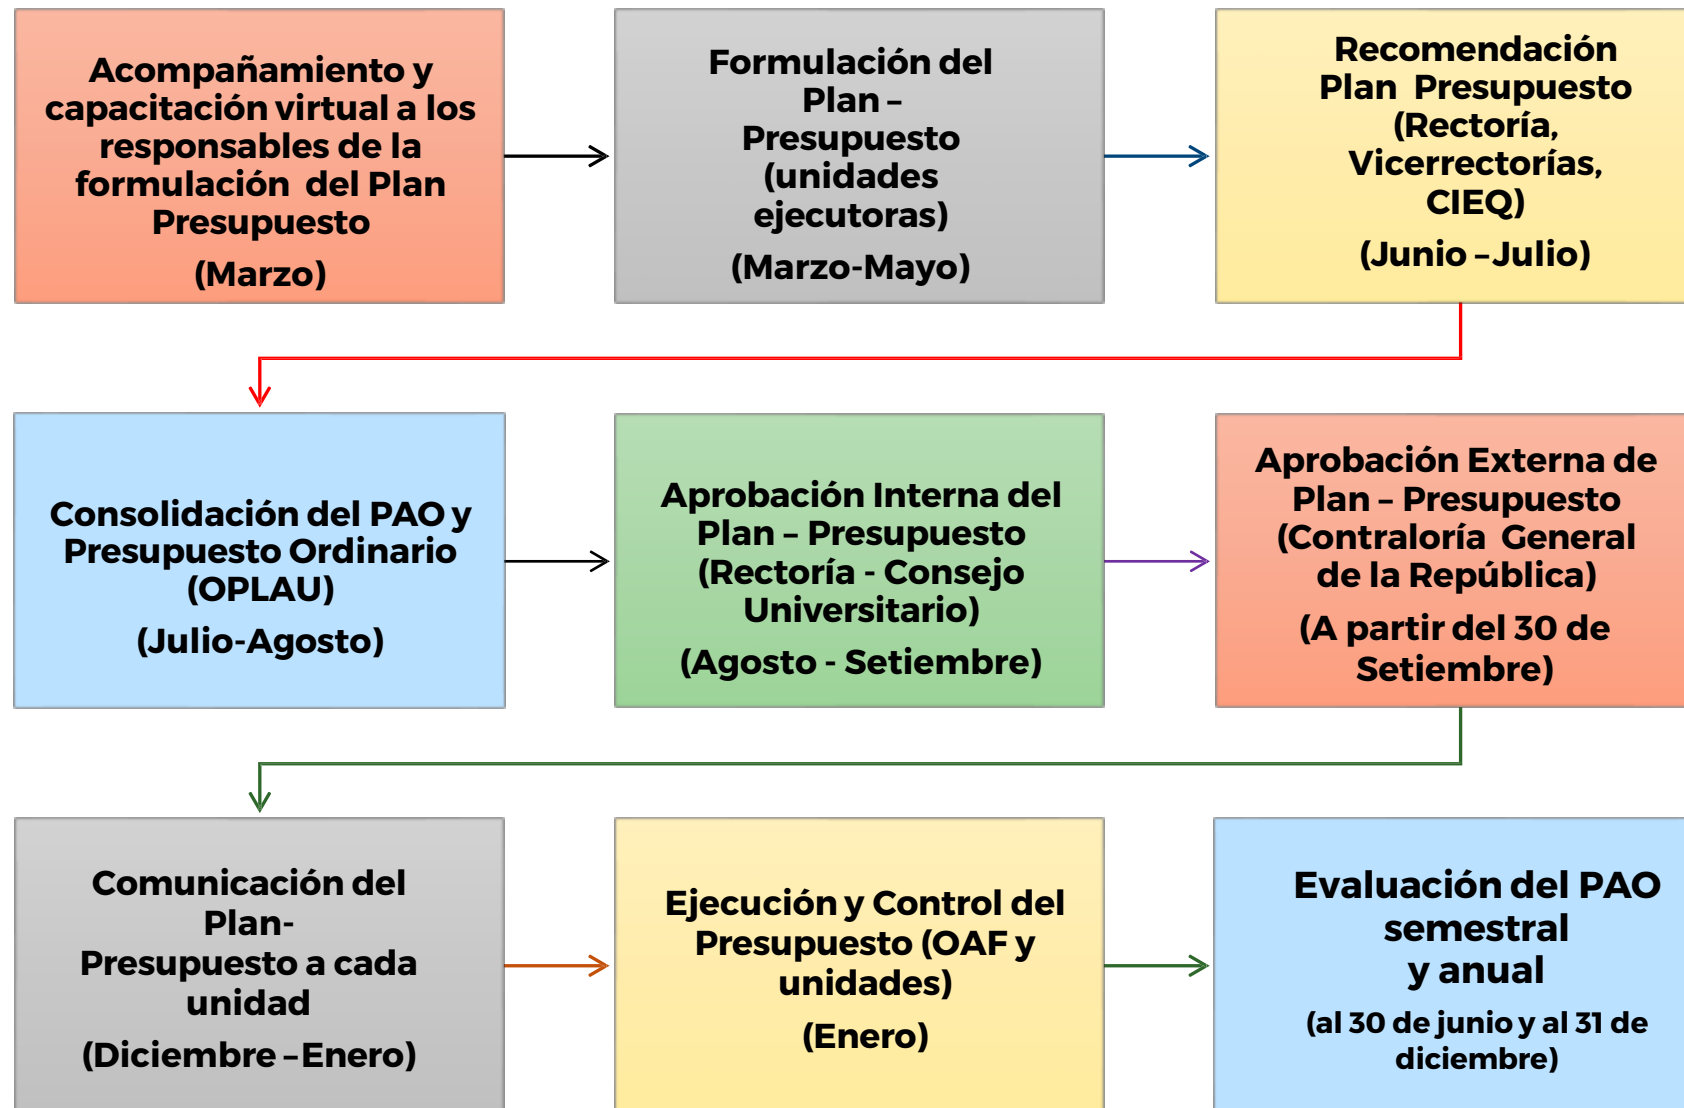 Acompañamiento y
capacitación virtual a los
responsables de la
formulación del Plan
Presupuesto
(Marzo)
Formulación del
Plan –
Presupuesto
(unidades
ejecutoras)
(Marzo-Mayo)
Recomendación
Plan Presupuesto
(Rectoría,
Vicerrectorías,
CIEQ)
(Junio – Julio)
Consolidación del PAO y
Presupuesto Ordinario
(OPLAU)
(Julio-Agosto)
Aprobación Interna del
Plan – Presupuesto
(Rectoría - Consejo
Universitario)
(Agosto - Setiembre)
Aprobación Externa de
Plan – Presupuesto
(Contraloría General
de la República)
(A partir del 30 de
Setiembre)
Comunicación del
Plan-
Presupuesto a cada
unidad
(Diciembre – Enero)
Ejecución y Control del
Presupuesto (OAF y
unidades)
(Enero)
Evaluación del PAO
semestral
y anual
(al 30 de junio y al 31 de
diciembre)